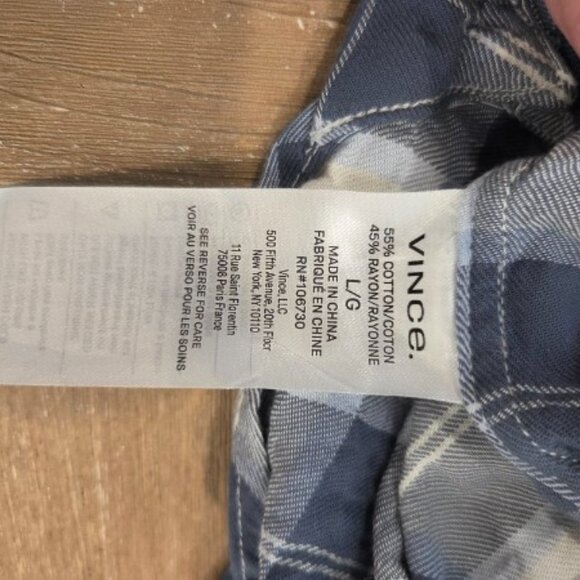 VINCE.
55% COTTON/COTON
45% RAYON/RAYONNE
L/G
MADE IN CHINA
FABRIQUÉ EN CHINE
RN#106730
Vince, LLC
500 Fifth Avenue, 20th Floor
New York, NY 10110
11 Rue Saint Florentin
75008 Paris France
SEE REVERSE FOR CARE
VOIR AU VERSO POUR LES SOINS